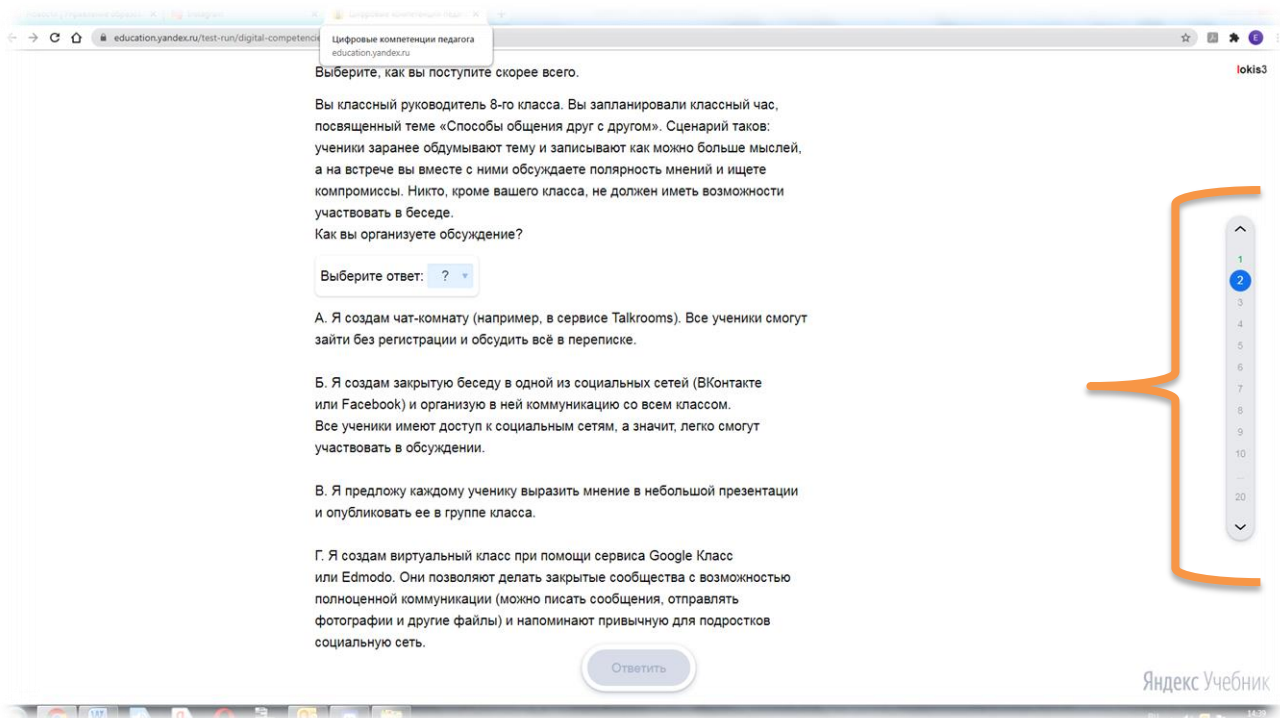 Instagram
Цифровые компетенции педаг
education.yandex.ru/test-run/digital-competencie
Цифровые компетенции педагога
education.yandex.ru
E
Выберите, как вы поступите скорее всего.
lokis3
Вы классный руководитель 8-го класса. Вы запланировали классный час,
посвященный теме «Способы общения друг с другом». Сценарий таков:
ученики заранее обдумывают тему и записывают как можно больше мыслей,
а на встрече вы вместе с ними обсуждаете полярность мнений и ищете
компромиссы. Никто, кроме вашего класса, не должен иметь возможности
участвовать в беседе.
Как вы организуете обсуждение?
Выберите ответ: ?
А. Я создам чат-комнату (например, в сервисе Talkrooms). Все ученики смогут
зайти без регистрации и обсудить всё в переписке.
Б. Я создам закрытую беседу в одной из социальных сетей (ВКонтакте
или Facebook) и организую в ней коммуникацию со всем классом.
Все ученики имеют доступ к социальным сетям, а значит, легко смогут
участвовать в обсуждении.
В. Я предложу каждому ученику выразить мнение в небольшой презентации
и опубликовать ее в группе класса.
Г. Я создам виртуальный класс при помощи сервиса Google Класс
или Edmodo. Они позволяют делать закрытые сообщества с возможностью
полноценной коммуникации (можно писать сообщения, отправлять
фотографии и другие файлы) и напоминают привычную для подростков
социальную сеть.
Ответить
1
2
3
4
5
6
7
8
9
10
...
20
Яндекс Учебник